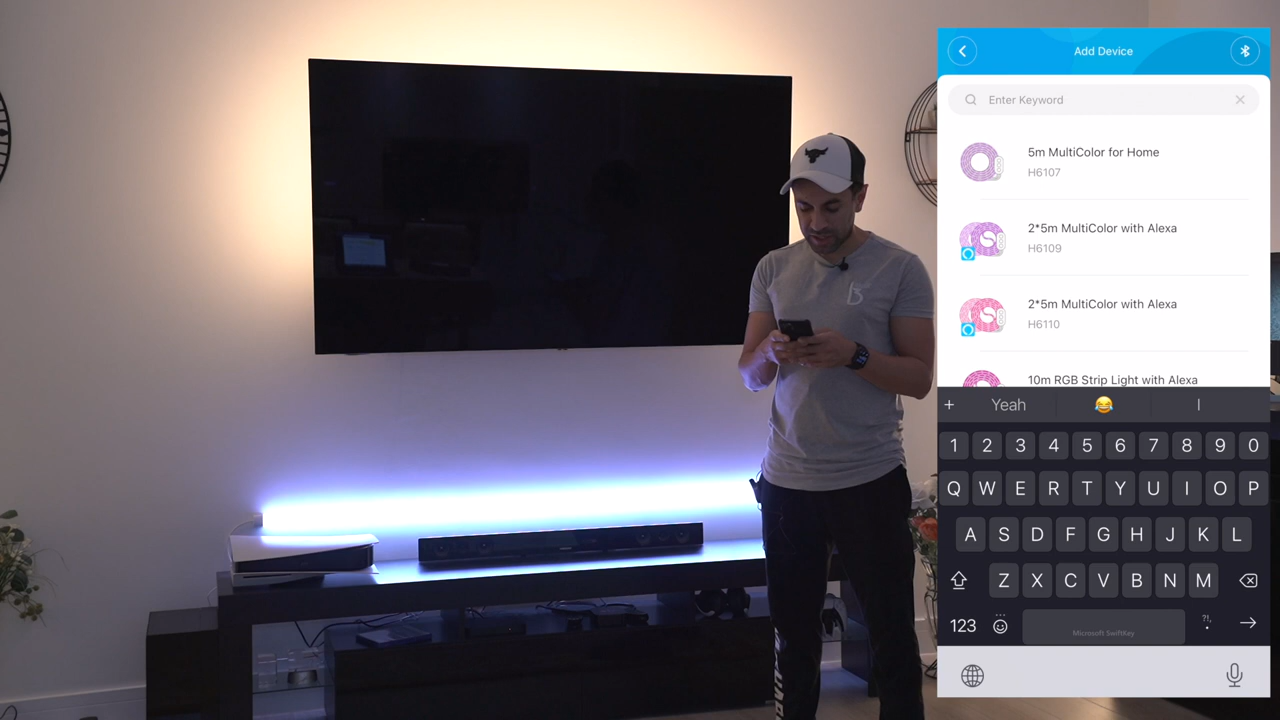 Add Device
Enter Keyword
5m MultiColor for Home
H6107
2*5m MultiColor with Alexa
H6109
2*5m MultiColor with Alexa
H6110
10m RGB Strip Light with Alexa
+ Yeah 😂 I
1 2 3 4 5 6 7 8 9 0
Q W E R T Y U I O P
A S D F G H J K L
Z X C V B N M
123 ?!, .
Microsoft SwiftKey